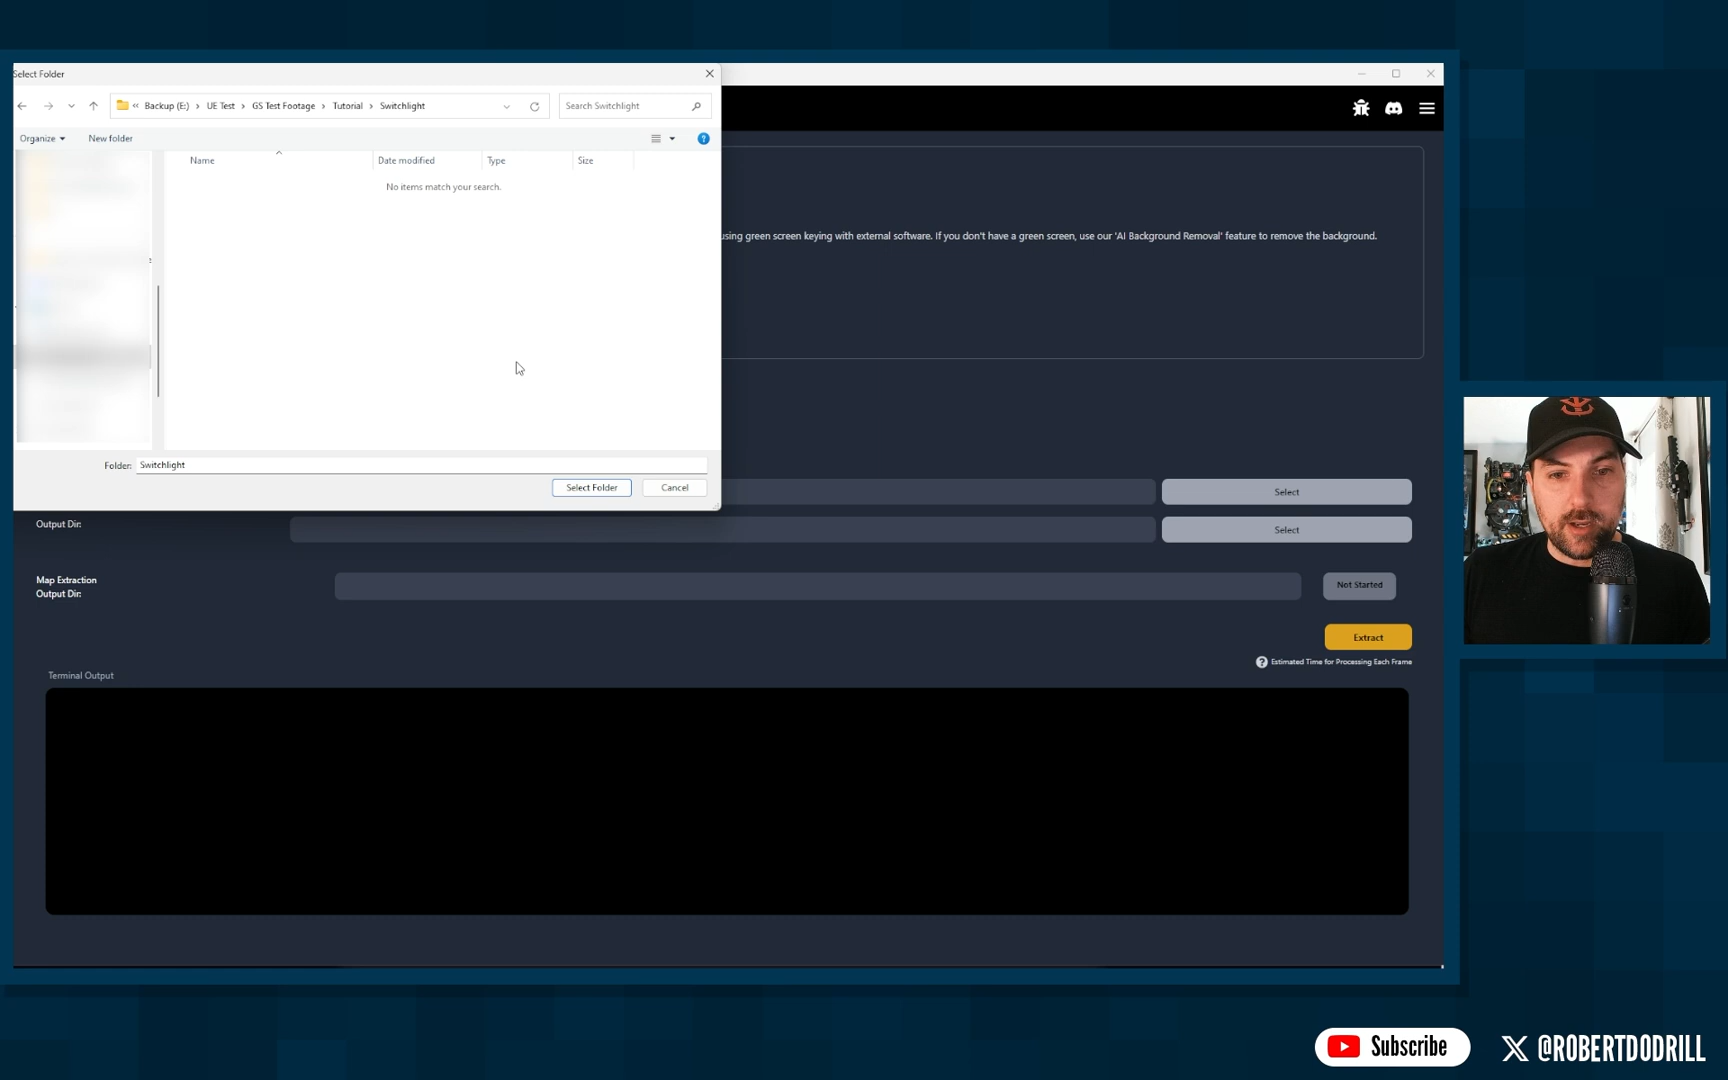 Select Folder
Backup (E:) UE Test GS Test Footage Tutorial Switchlight
Search Switchlight
Organize New folder
Name Date modified Type Size
No items match your search.
using green screen keying with external software. If you don't have a green screen, use our 'AI Background Removal' feature to remove the background.
Folder: Switchlight
Select Folder Cancel
Select
Output Dir:
Select
Map Extraction
Output Dir:
Not Started
Extract
Estimated Time for Processing Each Frame
Terminal Output
Subscribe
@ROBERTDODRILL